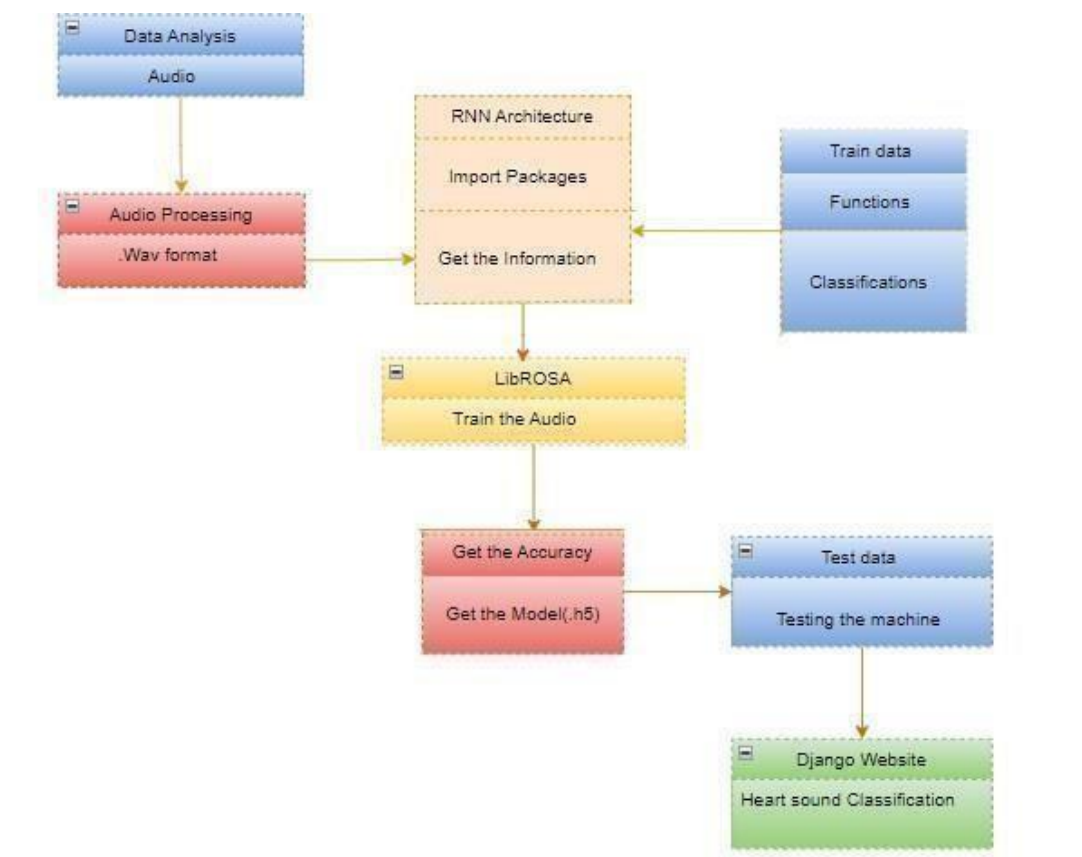 Data Analysis
Audio
Audio Processing
.Wav format
RNN Architecture
Import Packages
Get the Information
Train data
Functions
Classifications
LibROSA
Train the Audio
Get the Accuracy
Get the Model(.h5)
Test data
Testing the machine
Django Website
Heart sound Classification